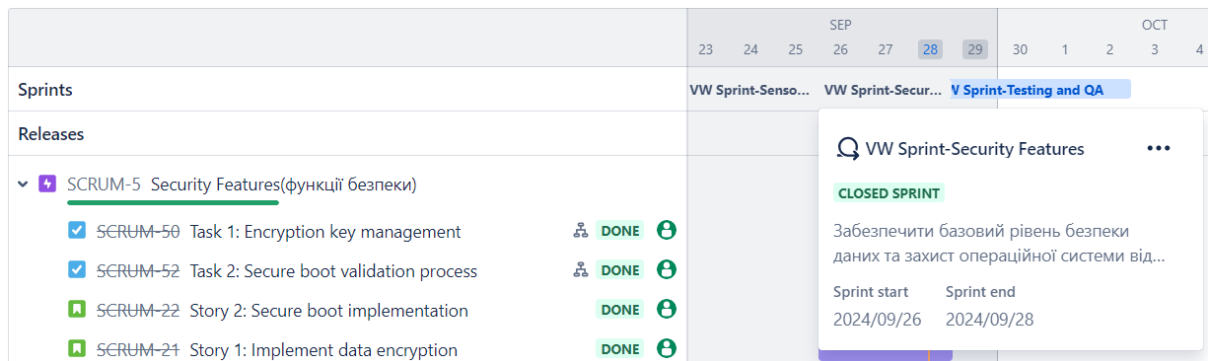 SEP OCT
23 24 25 26 27 28 29 30 1 2 3 4
Sprints VW Sprint-Senso... VW Sprint-Secur... VW Sprint-Testing and QA
Releases
VW Sprint-Security Features
CLOSED SPRINT
Забезпечити базовий рівень безпеки
даних та захист операційної системи від...
Sprint start Sprint end
2024/09/26 2024/09/28
SCRUM-5 Security Features(функції безпеки)
SCRUM-50 Task 1: Encryption key management DONE
SCRUM-52 Task 2: Secure boot validation process DONE
SCRUM-22 Story 2: Secure boot implementation DONE
SCRUM-21 Story 1: Implement data encryption DONE